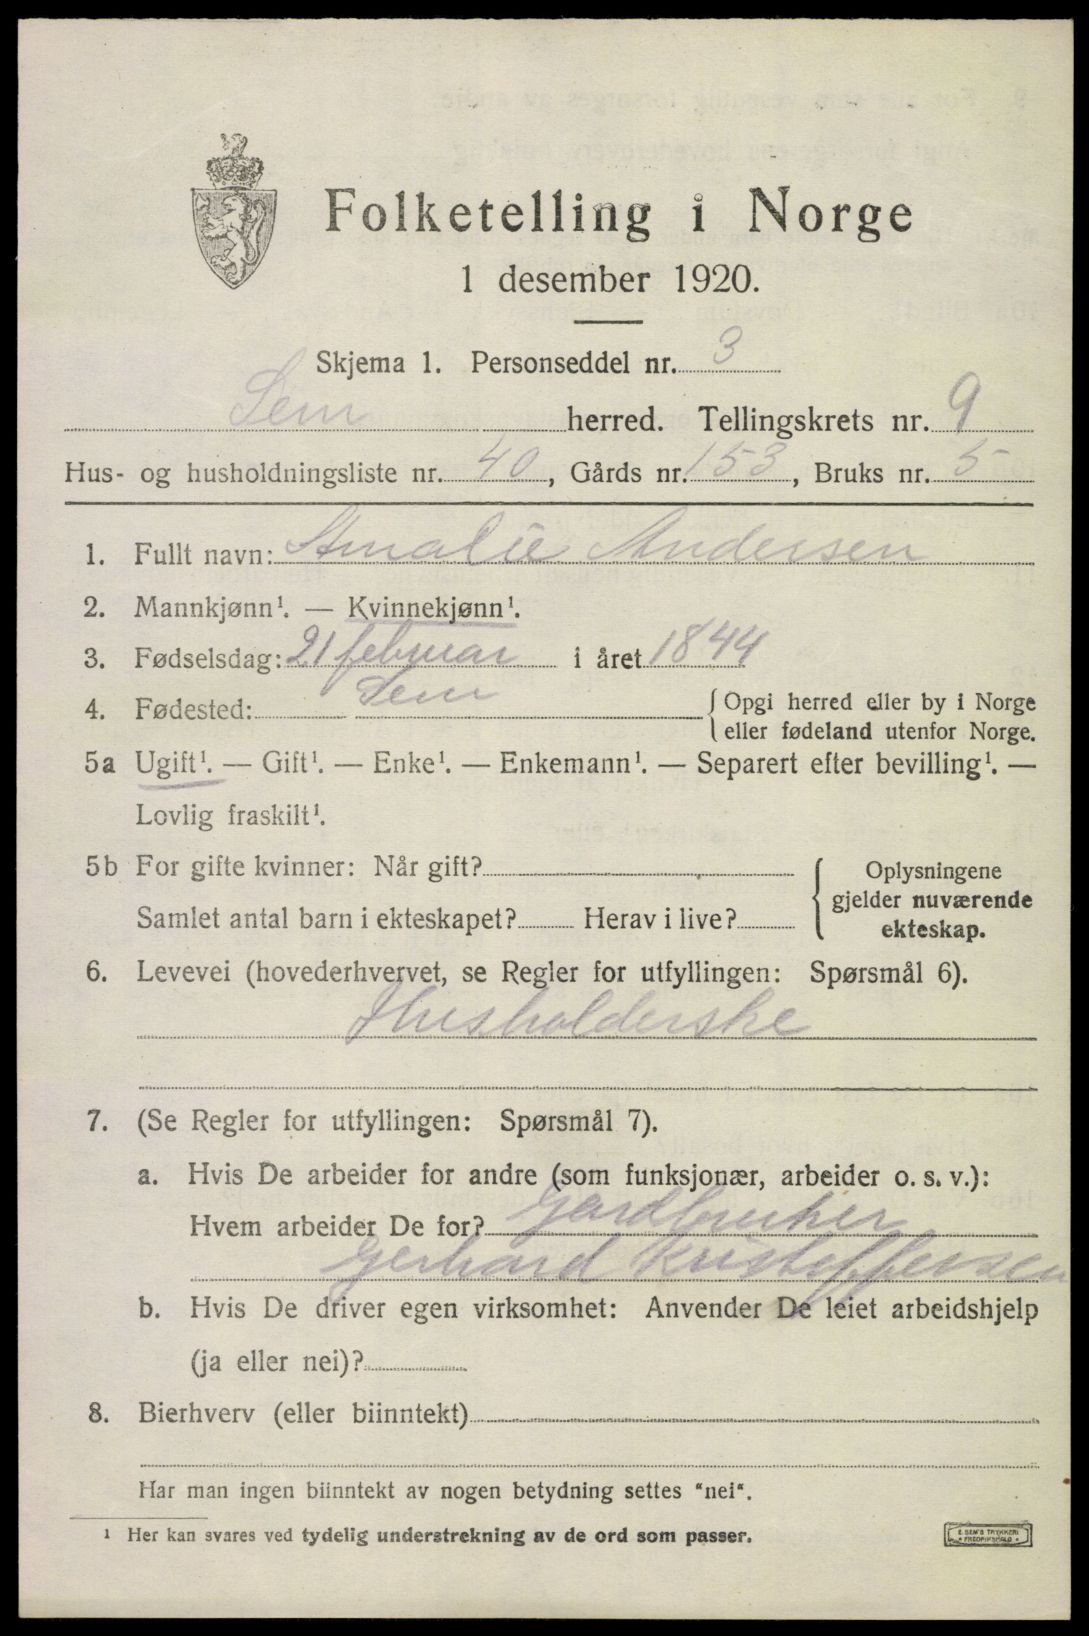 Folketelling i Norge
1 desember 1920.
Skjema 1. Personseddel nr. 3
Sem herred. Tellingskrets nr. 9
Hus- og husholdningsliste nr. 40, Gårds nr. 153, Bruks nr. 5
1. Fullt navn: Amalie Andersen
2. Mannkjønn¹. — Kvinnekjønn¹.
3. Fødselsdag: 21 februar i året 1844
4. Fødested: Sem { Opgi herred eller by i Norge
eller fødeland utenfor Norge.
5a Ugift¹. — Gift¹. — Enke¹. — Enkemann¹. — Separert efter bevilling¹. —
Lovlig fraskilt¹.
5b For gifte kvinner: Når gift?
Samlet antal barn i ekteskapet? Herav i live?
Oplysningene
gjelder nuværende
ekteskap.
6. Levevei (hovederhvervet, se Regler for utfyllingen: Spørsmål 6).
Husholderske
7. (Se Regler for utfyllingen: Spørsmål 7).
a. Hvis De arbeider for andre (som funksjonær, arbeider o. s. v.):
Hvem arbeider De for? Gardbruker
Gerhard Kristoffersen
b. Hvis De driver egen virksomhet: Anvender De leiet arbeidshjelp
(ja eller nei)?
8. Bierhverv (eller biinntekt)
Har man ingen biinntekt av nogen betydning settes "nei".
¹ Her kan svares ved tydelig understrekning av de ord som passer.
E. SEM'S TRYKKERI
FREDRIKSHALD